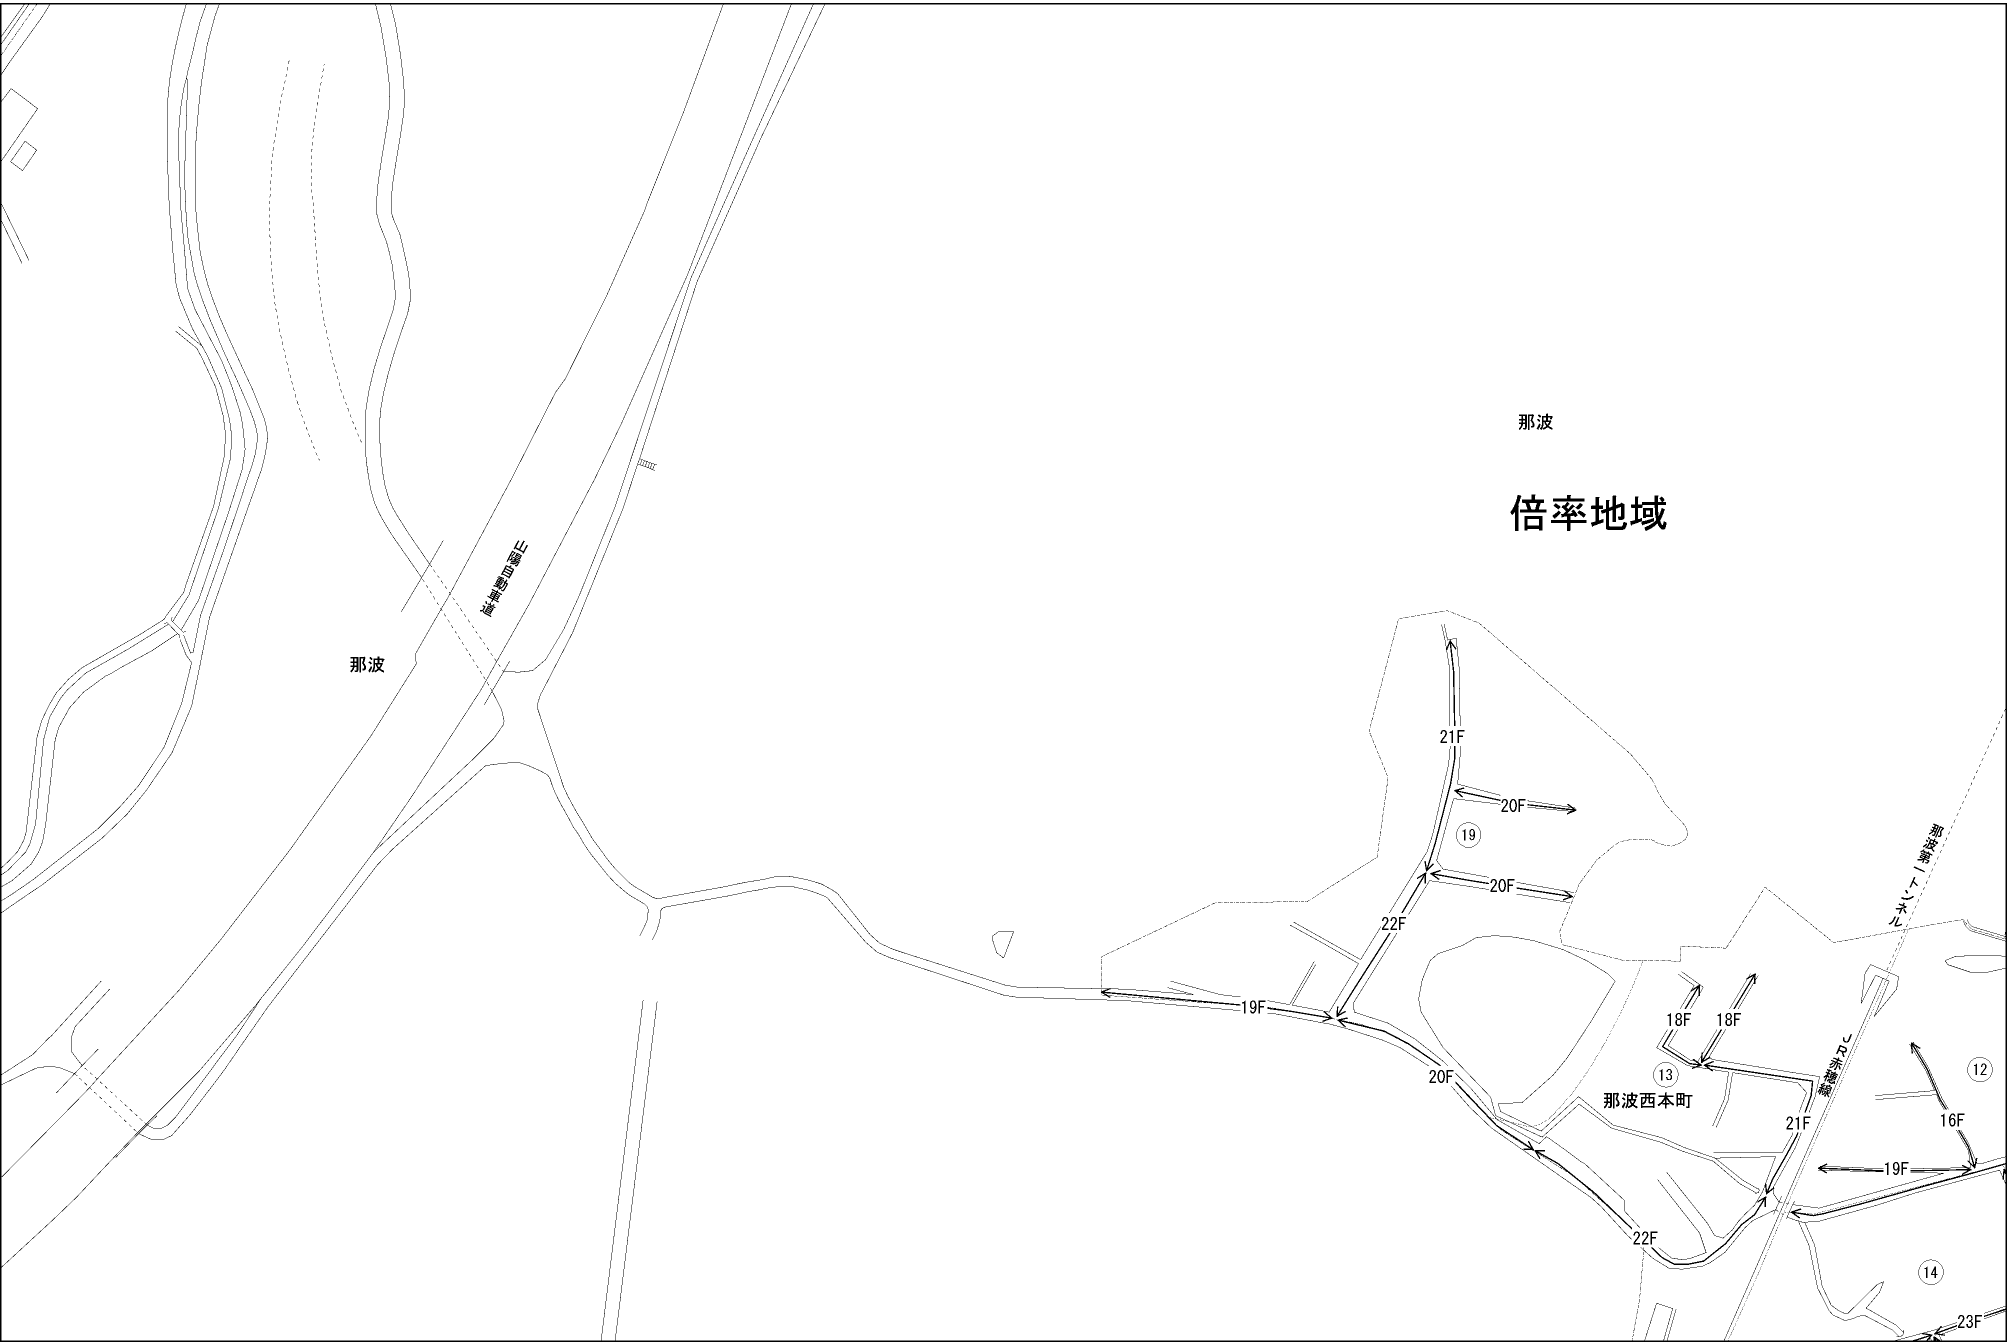 那波
倍率地域
山陽自動車道
那波
21F
20F
19
那波第一トンネル
20F
22F
19F
18F
18F
20F
13
JR赤穂線
12
那波西本町
21F
16F
19F
22F
14
23F